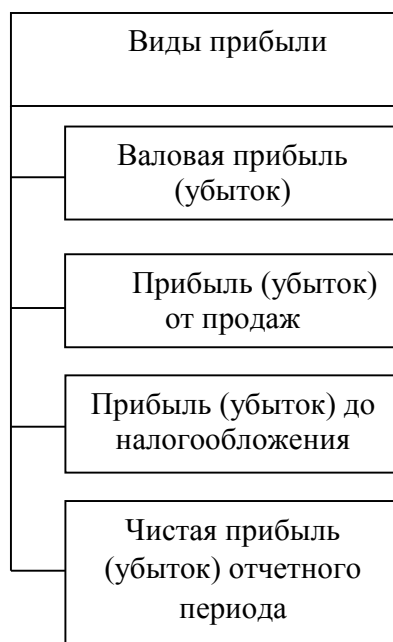 Виды прибыли
Валовая прибыль
(убыток)
Прибыль (убыток)
от продаж
Прибыль (убыток) до
налогообложения
Чистая прибыль
(убыток) отчетного
периода